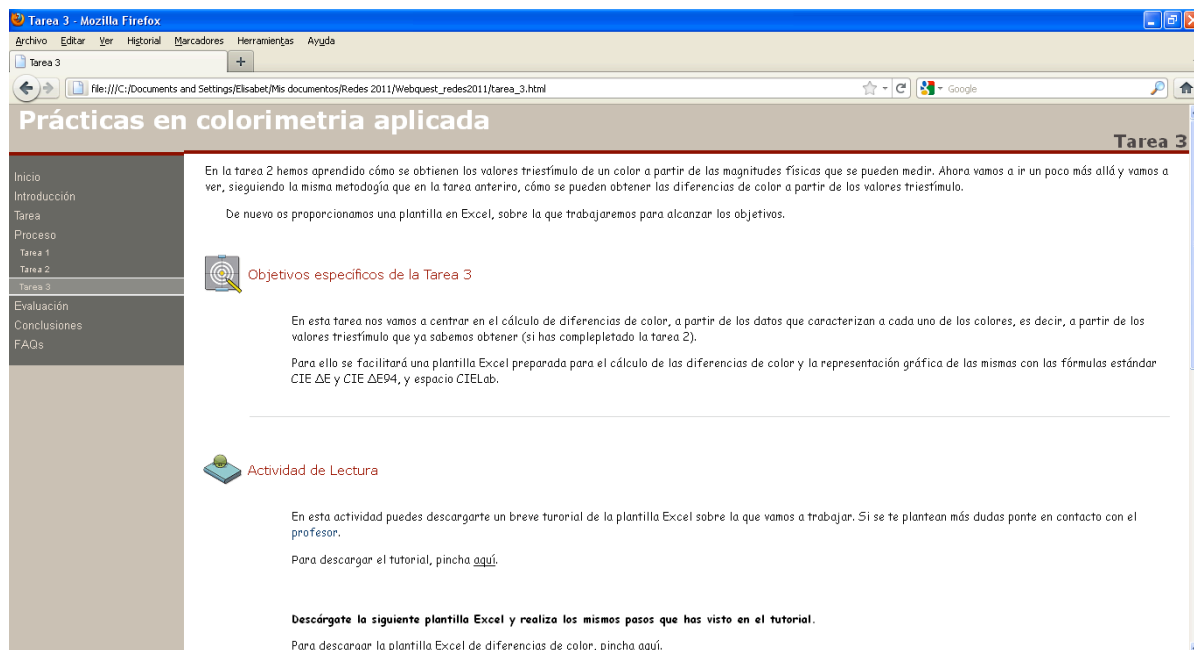 Tarea 3 - Mozilla Firefox
Archivo Editar Ver Historial Marcadores Herramientas Ayuda
Tarea 3
file:///C:/Documents and Settings/Elisabet/Mis documentos/Redes 2011/Webquest_redes2011/tarea_3.html
Google
Prácticas en colorimetria aplicada
Tarea 3
Inicio
Introducción
Tarea
Proceso
Tarea 1
Tarea 2
Tarea 3
Evaluación
Conclusiones
FAQs
En la tarea 2 hemos aprendido cómo se obtienen los valores triestímulo de un color a partir de las magnitudes físicas que se pueden medir. Ahora vamos a ir un poco más allá y vamos a
ver, sieguiendo la misma metodogía que en la tarea anteriro, cómo se pueden obtener las diferencias de color a partir de los valores triestímulo.
De nuevo os proporcionamos una plantilla en Excel, sobre la que trabajaremos para alcanzar los objetivos.
Objetivos específicos de la Tarea 3
En esta tarea nos vamos a centrar en el cálculo de diferencias de color, a partir de los datos que caracterizan a cada uno de los colores, es decir, a partir de los
valores triestímulo que ya sabemos obtener (si has complepletado la tarea 2).
Para ello se facilitará una plantilla Excel preparada para el cálculo de las diferencias de color y la representación gráfica de las mismas con las fórmulas estándar
CIE ΔE y CIE ΔE94, y espacio CIELab.
Actividad de Lectura
En esta actividad puedes descargarte un breve turorial de la plantilla Excel sobre la que vamos a trabajar. Si se te plantean más dudas ponte en contacto con el
profesor.
Para descargar el tutorial, pincha aquí.
Descárgate la siguiente plantilla Excel y realiza los mismos pasos que has visto en el tutorial.
Para descargar la plantilla Excel de diferencias de color, pincha aquí.